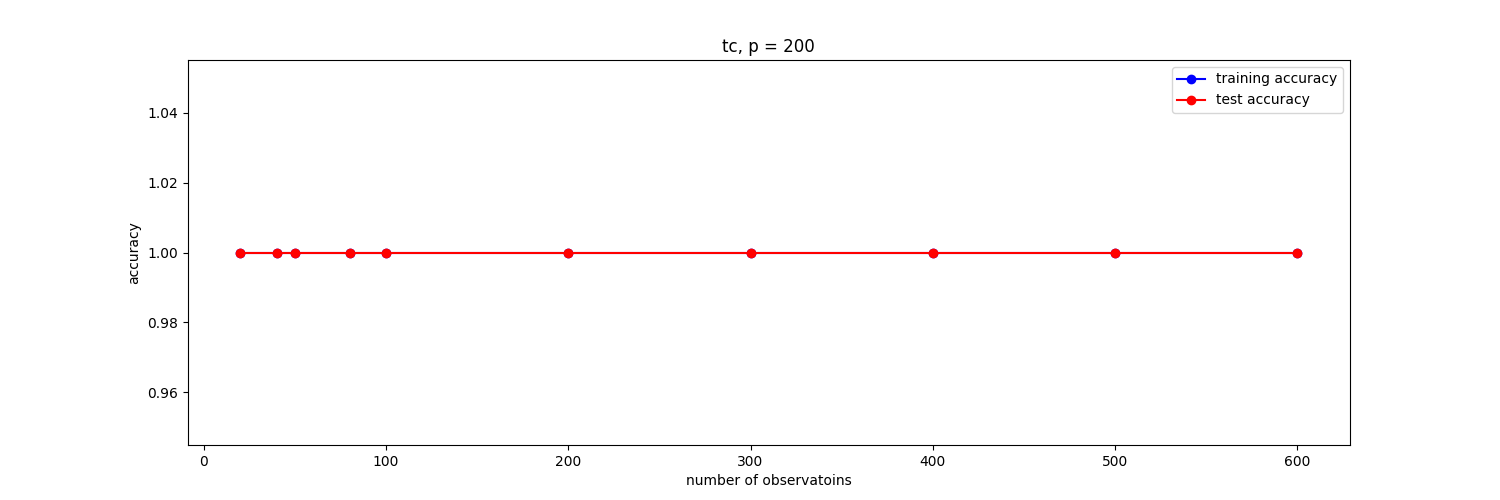 tc, p = 200
training accuracy
test accuracy
1.04
1.02
1.00
0.98
0.96
accuracy
0 100 200 300 400 500 600
number of observatoins